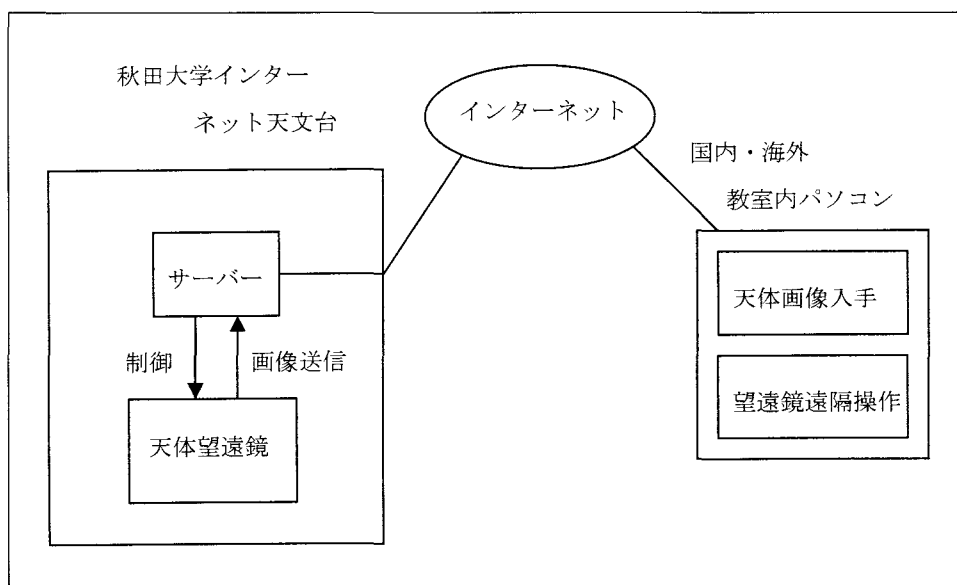 秋田大学インター
ネット天文台
インターネット
国内・海外
教室内パソコン
サーバー
制御
画像送信
天体望遠鏡
天体画像入手
望遠鏡遠隔操作